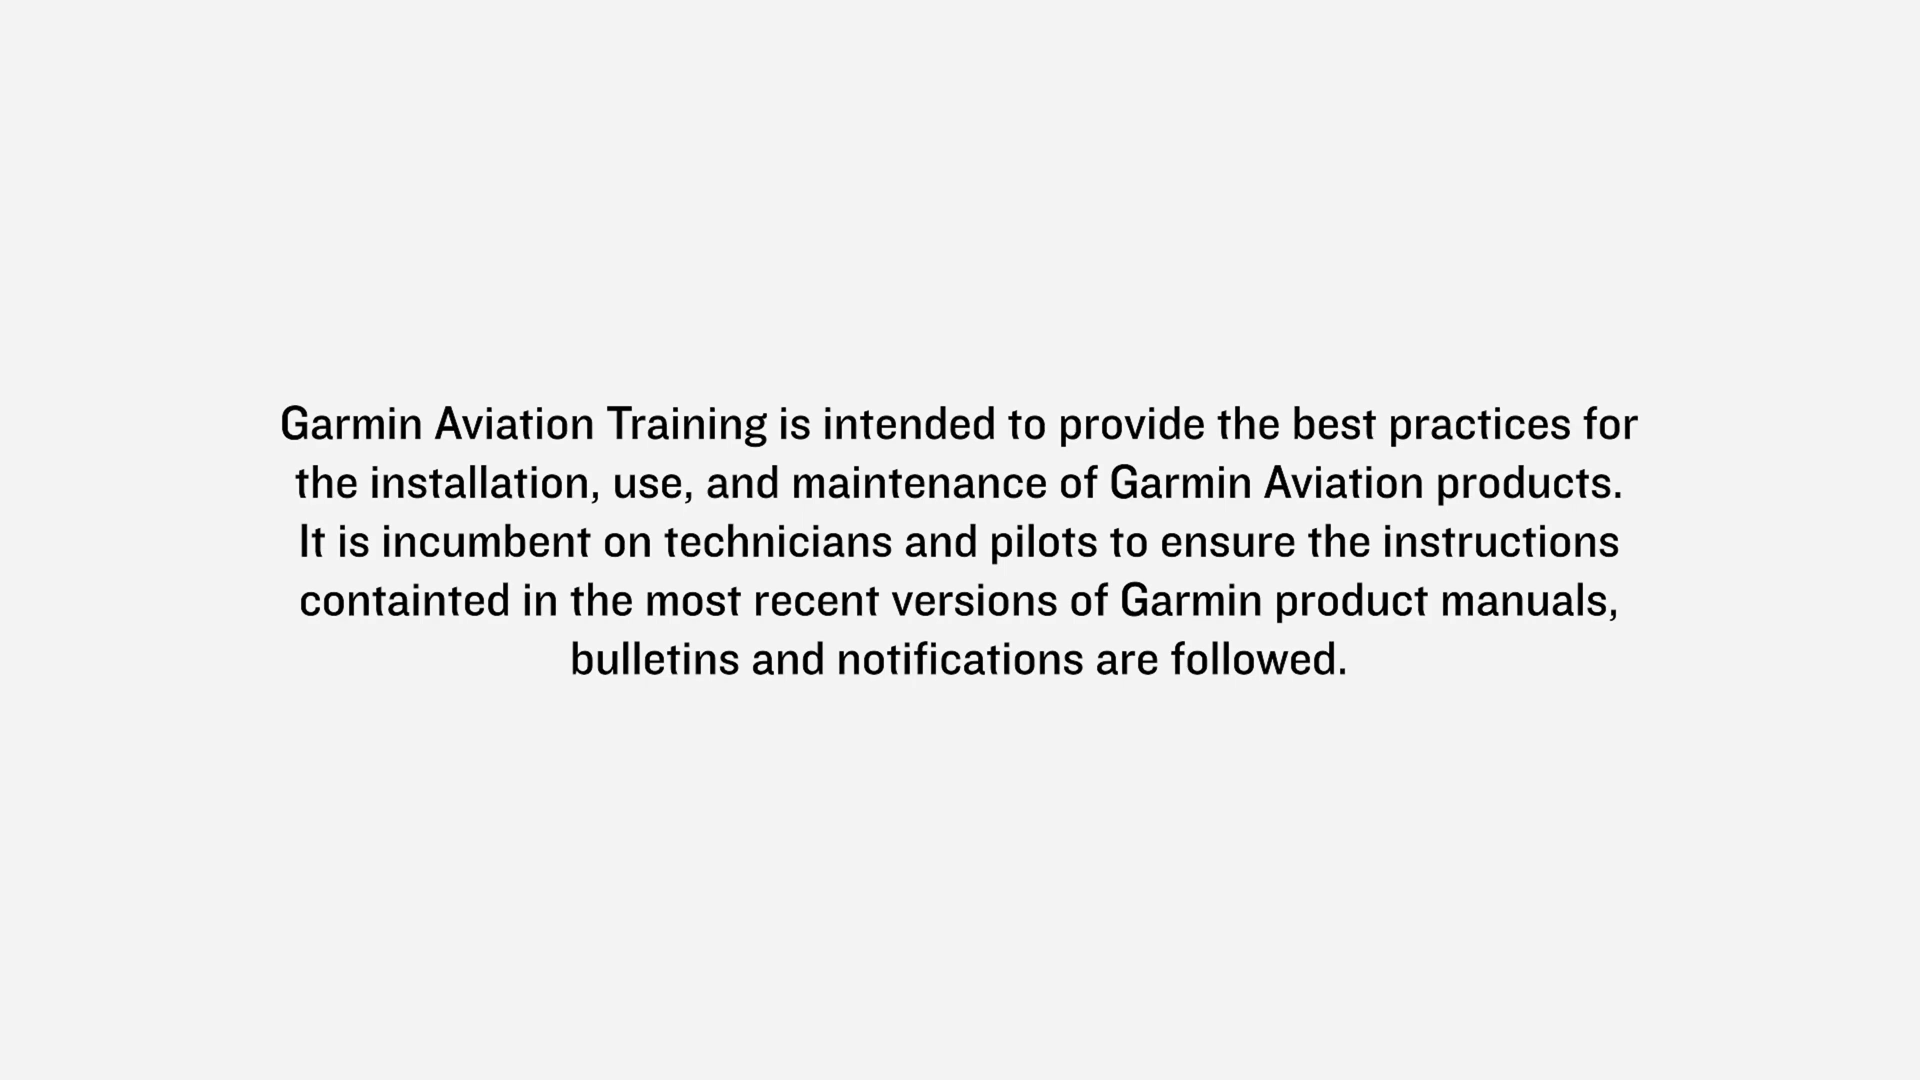 Garmin Aviation Training is intended to provide the best practices for
the installation, use, and maintenance of Garmin Aviation products.
It is incumbent on technicians and pilots to ensure the instructions
containted in the most recent versions of Garmin product manuals,
bulletins and notifications are followed.